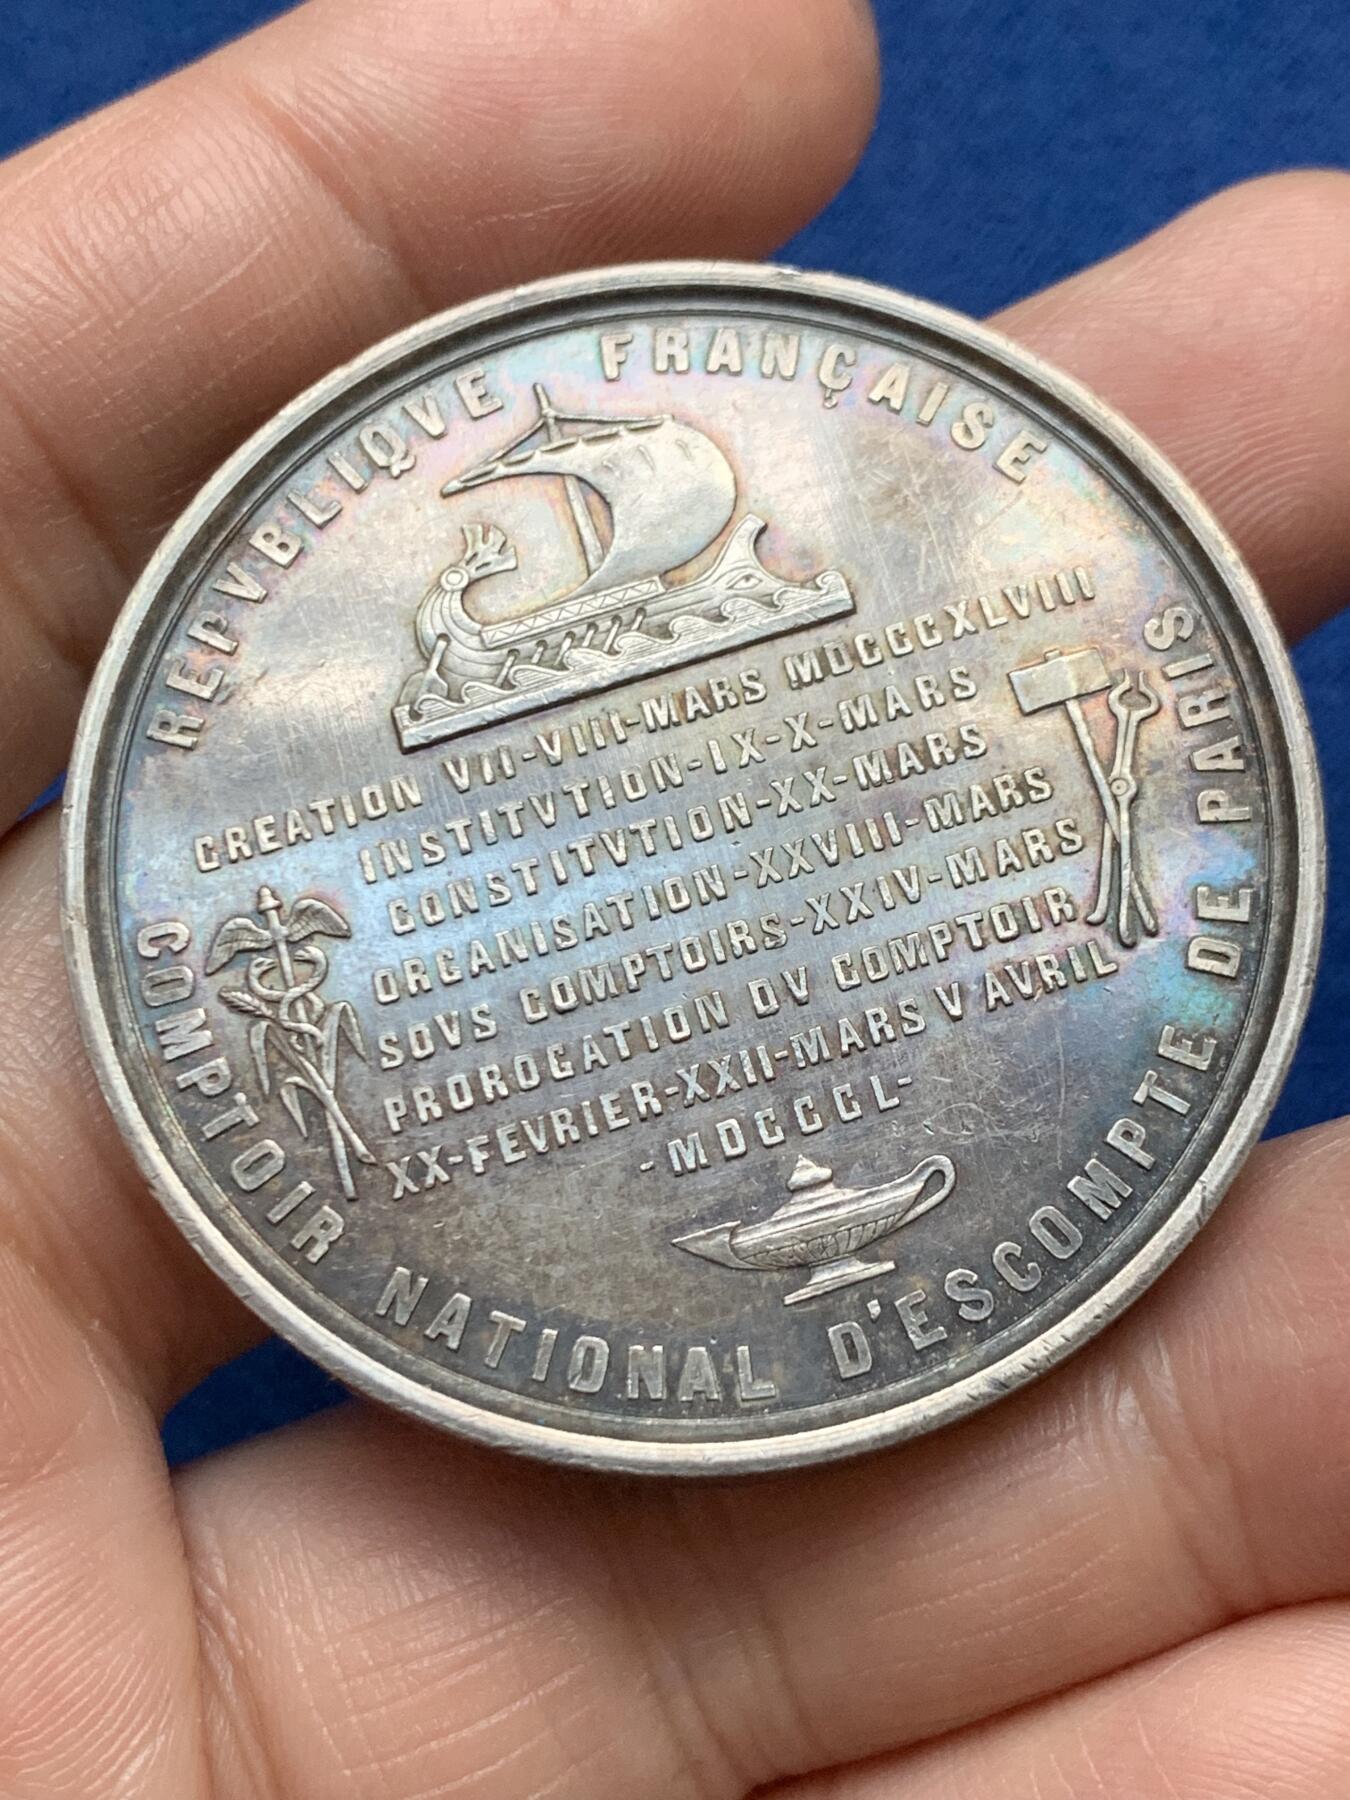 REPVBLIQVE FRANÇAISE
CREATION VII-VIII-MARS MDCCCXLVIII
INSTITVTION-IX-X-MARS
CONSTITVTION-XX-MARS
ORGANISATION-XXVIII-MARS
SOVS COMPTOIRS-XXIV-MARS
PROROGATION DV COMPTOIR
XX-FEVRIER-XXII-MARS V AVRIL
-MDCCCL-
COMPTOIR NATIONAL D'ESCOMPTE DE PARIS